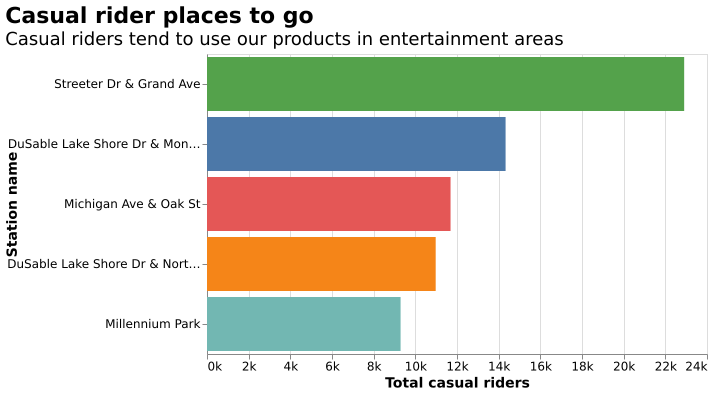 Casual rider places to go
Casual riders tend to use our products in entertainment areas
Station name
Streeter Dr & Grand Ave
DuSable Lake Shore Dr & Mon…
Michigan Ave & Oak St
DuSable Lake Shore Dr & Nort…
Millennium Park
0k 2k 4k 6k 8k 10k 12k 14k 16k 18k 20k 22k 24k
Total casual riders